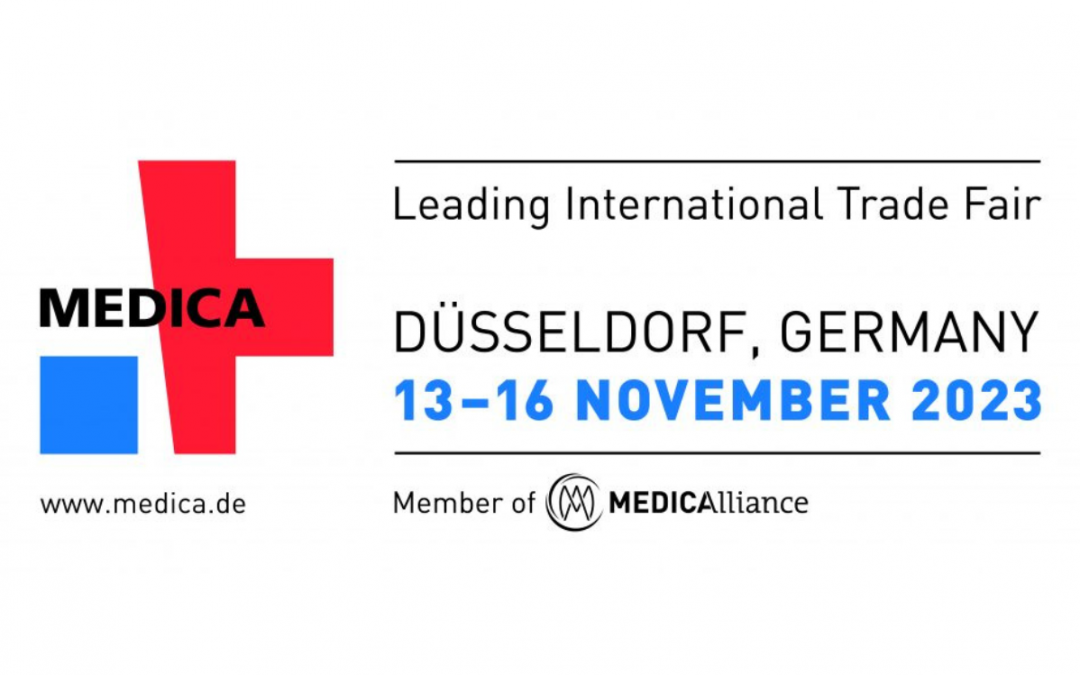 MEDICA
www.medica.de
Leading International Trade Fair
DÜSSELDORF, GERMANY
13–16 NOVEMBER 2023
Member of MEDICAlliance